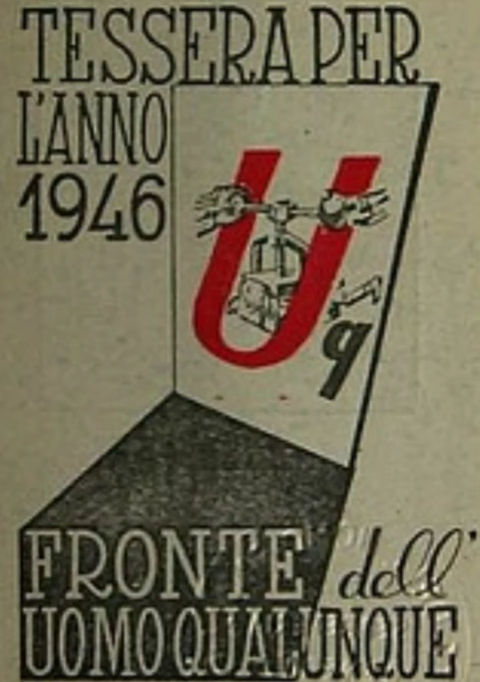 TESSERA PER
L'ANNO
1946
U
q
FRONTE dell'
UOMO QUALUNQUE